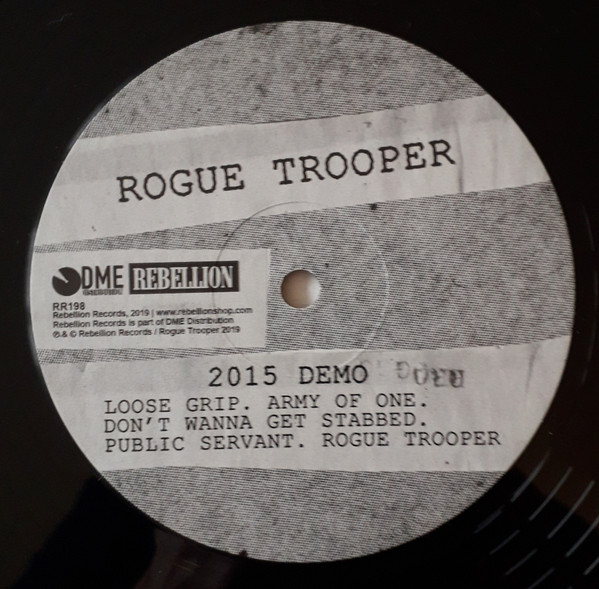 ROGUE TROOPER
DME REBELLION
RR198
Rebellion Records, 2019 | www.rebellionshop.com
Rebellion Records is part of DME Distribution
℗ & © Rebellion Records / Rogue Trooper 2019
2015 DEMO
LOOSE GRIP. ARMY OF ONE.
DON'T WANNA GET STABBED.
PUBLIC SERVANT. ROGUE TROOPER